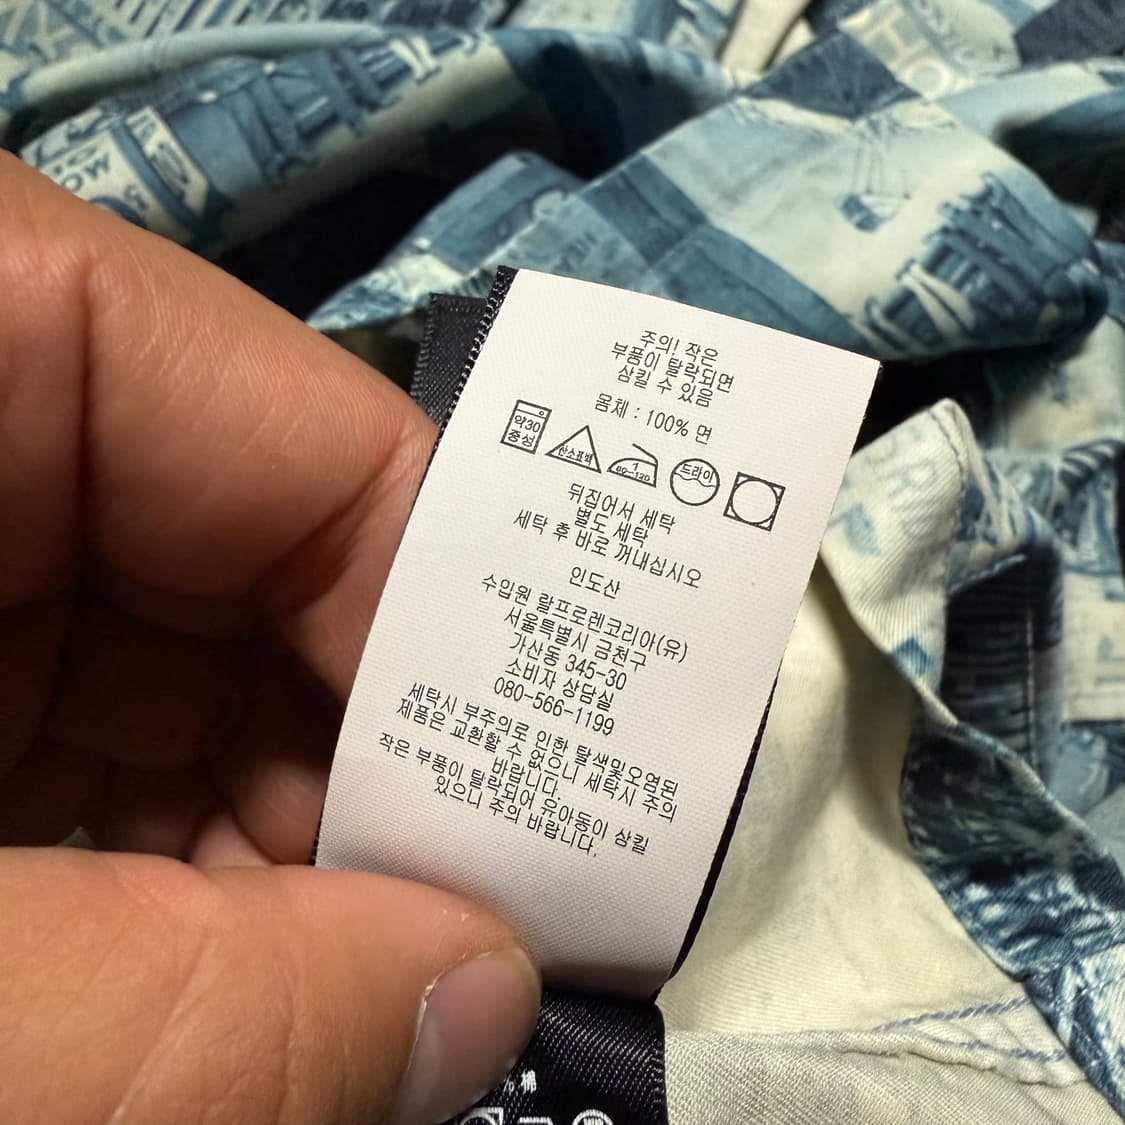 주의! 작은
부품이 탈락되면
삼킬 수 있음
몸체 : 100% 면
약30
중성
산소표백
1
80-120
드라이
뒤집어서 세탁
별도 세탁
세탁 후 바로 꺼내십시오
인도산
수입원 랄프로렌코리아(유)
서울특별시 금천구
가산동 345-30
소비자 상담실
080-566-1199
세탁시 부주의로 인한 탈색및오염된
제품은 교환할 수 없으니 세탁시 주의
바랍니다.
작은 부품이 탈락되어 유아동이 삼킬
있으니 주의 바랍니다.
% 棉